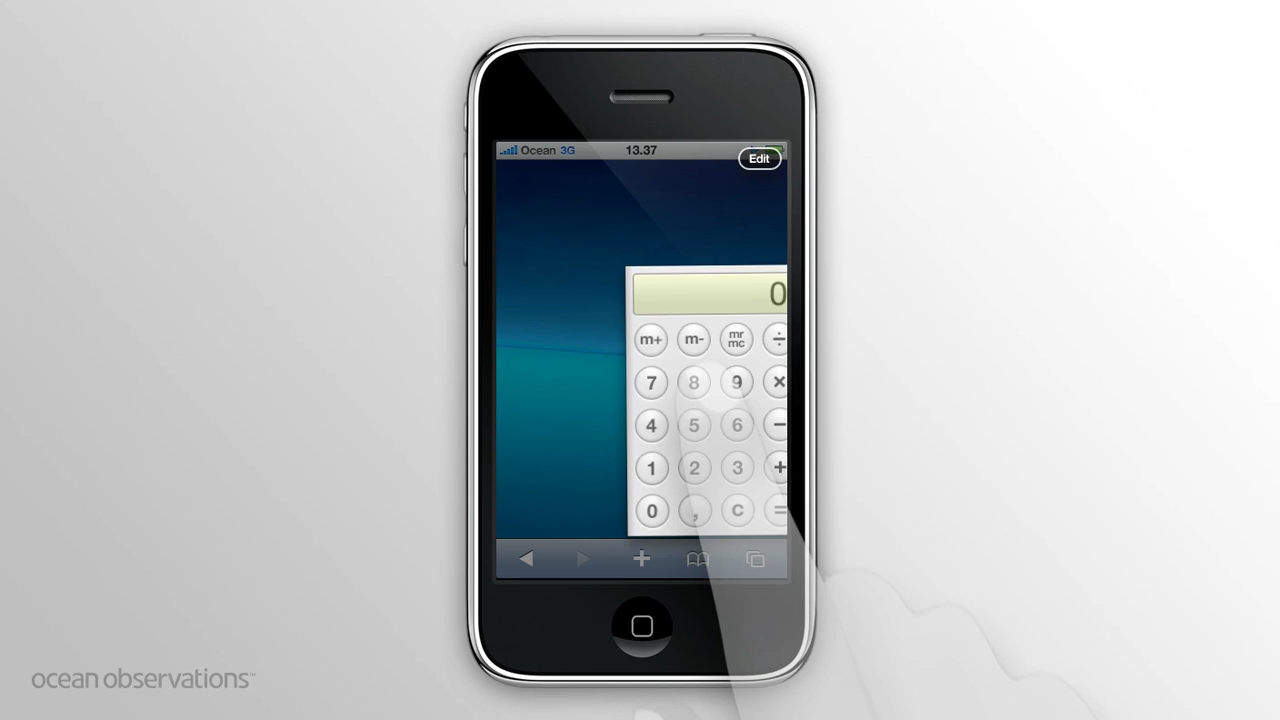 Ocean 3G 13.37
Edit
0
m+ m- mr mc ÷
7 8 9 ×
4 5 6 −
1 2 3 +
0 , C =
ocean observations™